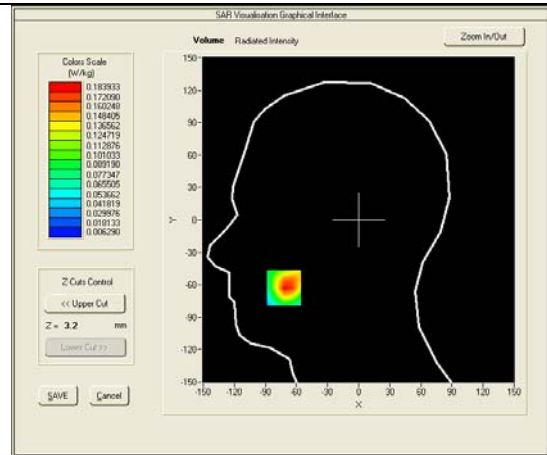 SAR Visualisation Graphical Interface
Volume Radiated Intensity
Zoom In/Out
Colors Scale
(W/kg)
0.183933
0.172090
0.160248
0.148405
0.136562
0.124719
0.112876
0.101033
0.089190
0.077347
0.065505
0.053662
0.041819
0.029976
0.018133
0.006290
Z Cuts Control
<< Upper Cut
Z = 3.2 mm
Lower Cut >>
SAVE Cancel
150
120
90
60
30
0
-30
-60
-90
-120
-150
Y
-150 -120 -90 -60 -30 0 30 60 90 120 150
X